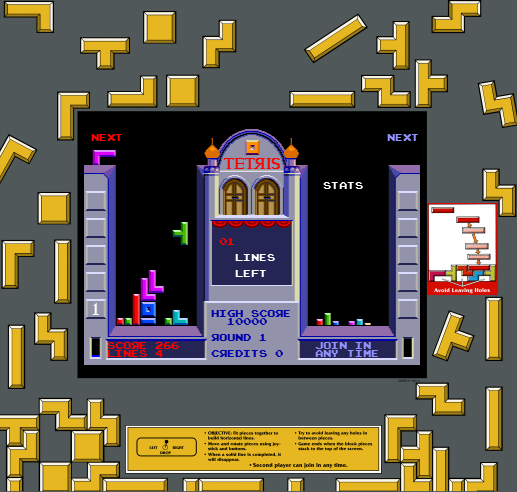 NEXT
NEXT
TETRIS
STATS
01
LINES
LEFT
1
HIGH SCORE
10000
ROUND 1
CREDITS 0
SCORE 266
LINES 4
JOIN IN
ANY TIME
Avoid Leaving Holes
LEFT RIGHT
DROP
• OBJECTIVE: Fit pieces together to
build horizontal lines.
• Move and rotate pieces using joy-
stick and buttons.
• When a solid line is completed, it
will disappear.
• Try to avoid leaving any holes in
between pieces.
• Game ends when the block pieces
stack to the top of the screen.
• Second player can join in any time.